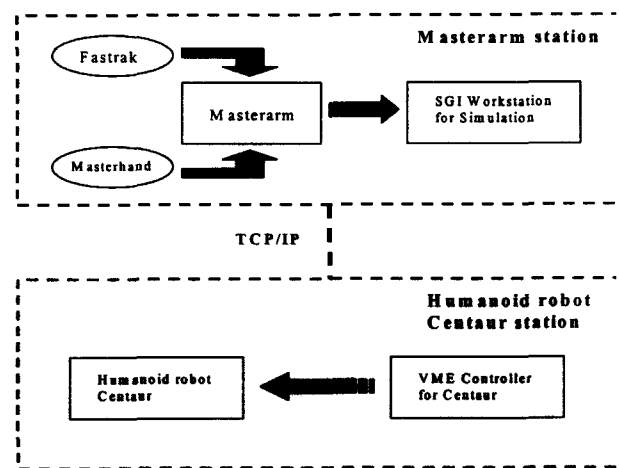 Masterarm station
Fastrak
Masterarm
SGI Workstation
for Simulation
Masterhand
TCP/IP
Humanoid robot
Centaur station
Humanoid robot
Centaur
VME Controller
for Centaur